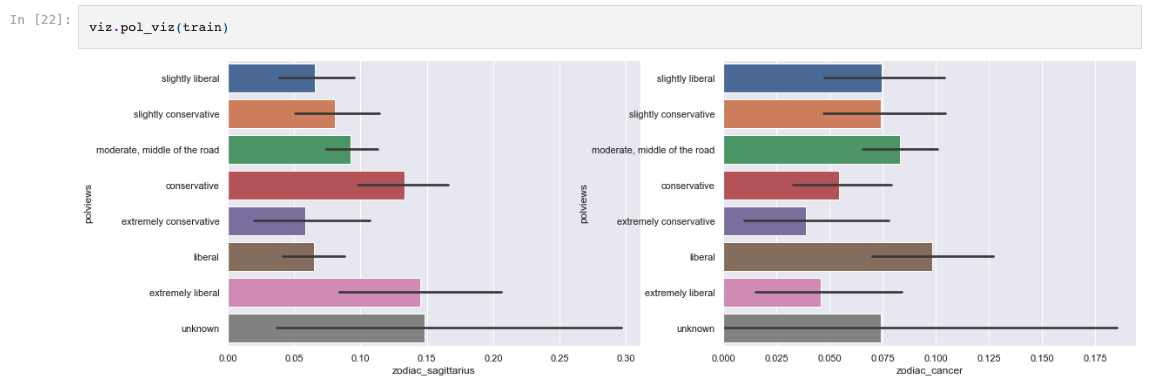 In [22]:
viz.pol_viz(train)
polviews
slightly liberal
slightly conservative
moderate, middle of the road
conservative
extremely conservative
liberal
extremely liberal
unknown
0.00 0.05 0.10 0.15 0.20 0.25 0.30
zodiac_sagittarius
polviews
slightly liberal
slightly conservative
moderate, middle of the road
conservative
extremely conservative
liberal
extremely liberal
unknown
0.000 0.025 0.050 0.075 0.100 0.125 0.150 0.175
zodiac_cancer